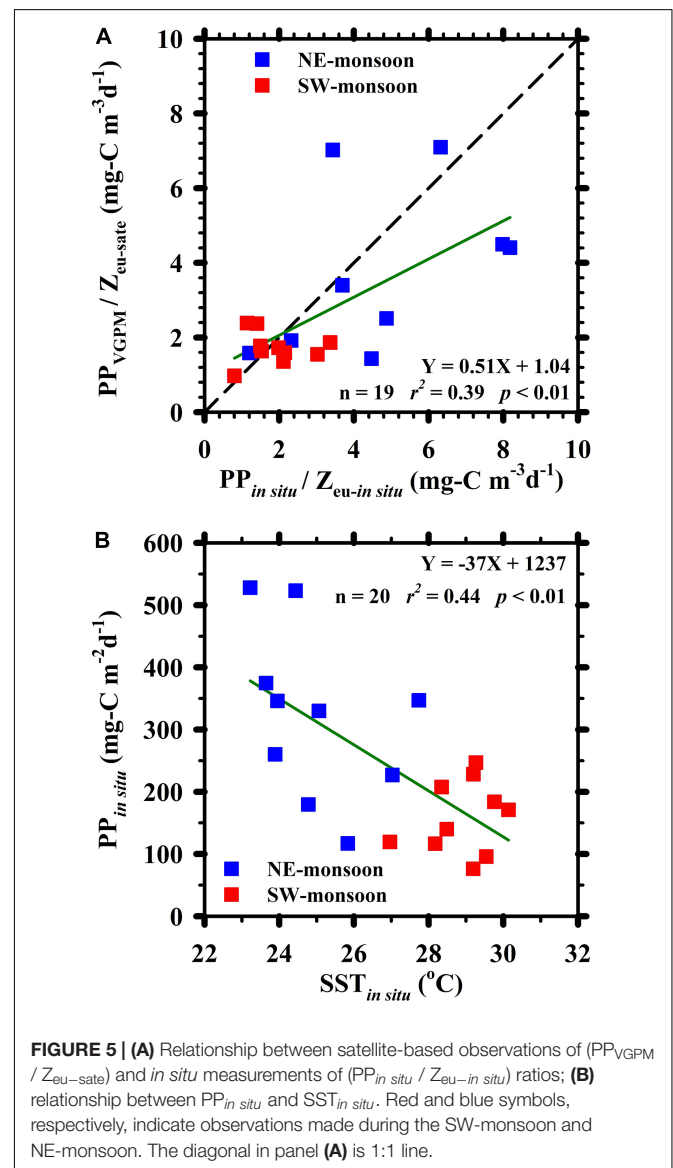 A
10
NE-monsoon
SW-monsoon
8
6
4
2
0
PP_VGPM / Z_eu-sate (mg-C m⁻³d⁻¹)
Y = 0.51X + 1.04
n = 19 r² = 0.39 p < 0.01
0 2 4 6 8 10
PP_in situ / Z_eu-in situ (mg-C m⁻³d⁻¹)
B
600
Y = -37X + 1237
n = 20 r² = 0.44 p < 0.01
500
400
300
200
100
0
PP_in situ (mg-C m⁻²d⁻¹)
NE-monsoon
SW-monsoon
22 24 26 28 30 32
SST_in situ (°C)
FIGURE 5 | (A) Relationship between satellite-based observations of (PP_VGPM
/ Z_eu−sate) and in situ measurements of (PP_in situ / Z_eu−in situ) ratios; (B)
relationship between PP_in situ and SST_in situ. Red and blue symbols,
respectively, indicate observations made during the SW-monsoon and
NE-monsoon. The diagonal in panel (A) is 1:1 line.